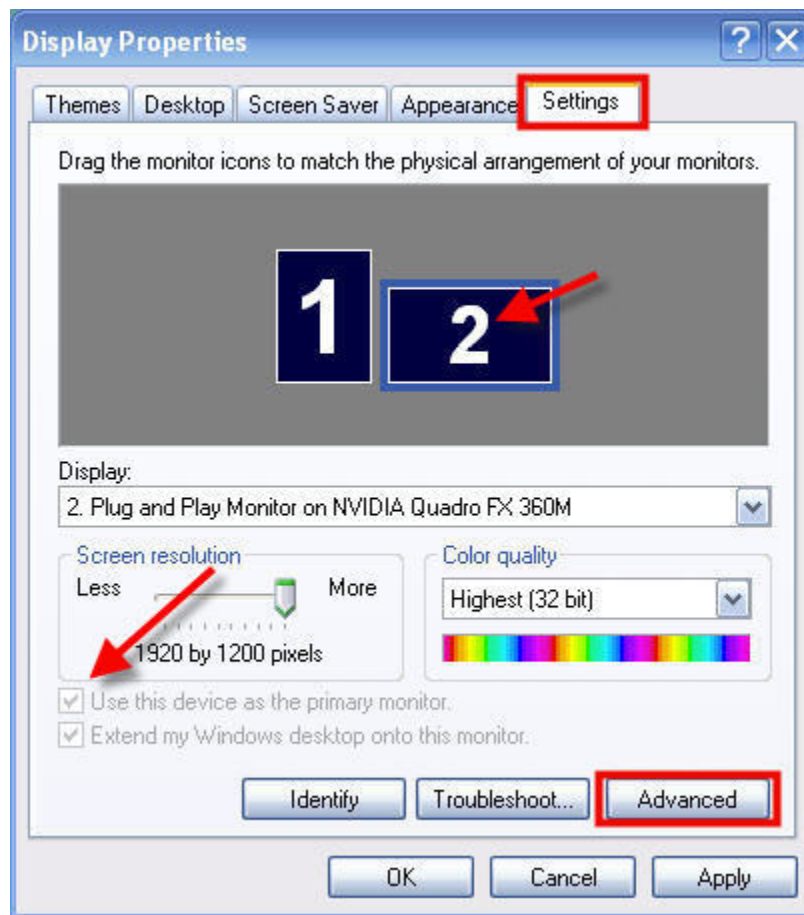 Display Properties
Themes Desktop Screen Saver Appearance Settings
Drag the monitor icons to match the physical arrangement of your monitors.
1 2
Display:
2. Plug and Play Monitor on NVIDIA Quadro FX 360M
Screen resolution
Less More
1920 by 1200 pixels
Color quality
Highest (32 bit)
Use this device as the primary monitor.
Extend my Windows desktop onto this monitor.
Identify Troubleshoot... Advanced
OK Cancel Apply